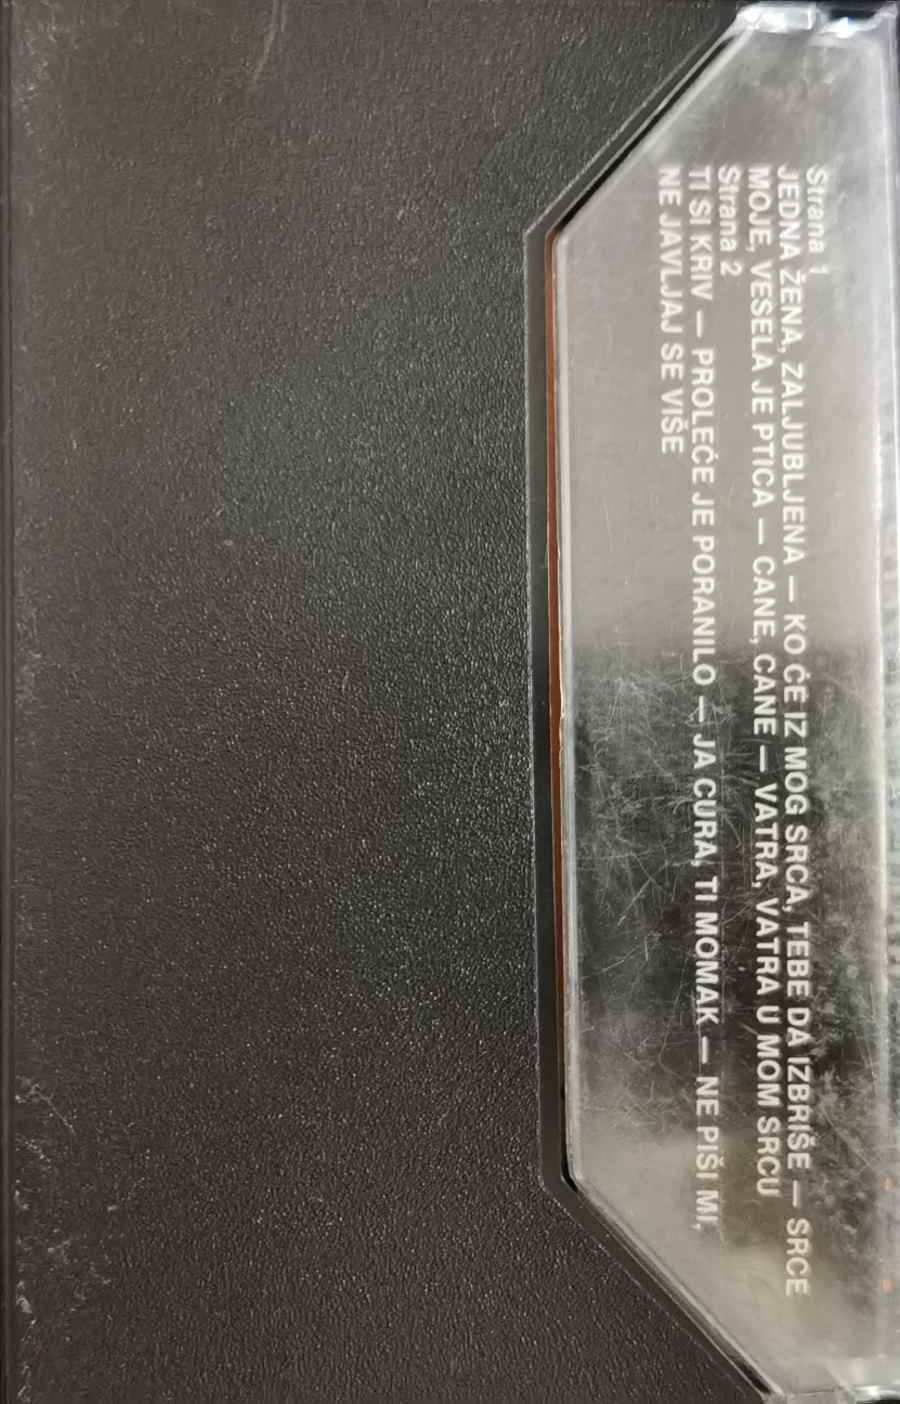 Strana 1
JEDNA ŽENA, ZALJUBLJENA — KO ĆE IZ MOG SRCA, TEBE DA IZBRIŠE — SRCE
MOJE, VESELA JE PTICA — CANE, CANE — VATRA, VATRA U MOM SRCU
Strana 2
TI SI KRIV — PROLEĆE JE PORANILO — JA CURA, TI MOMAK — NE PIŠI MI,
NE JAVLJAJ SE VIŠE